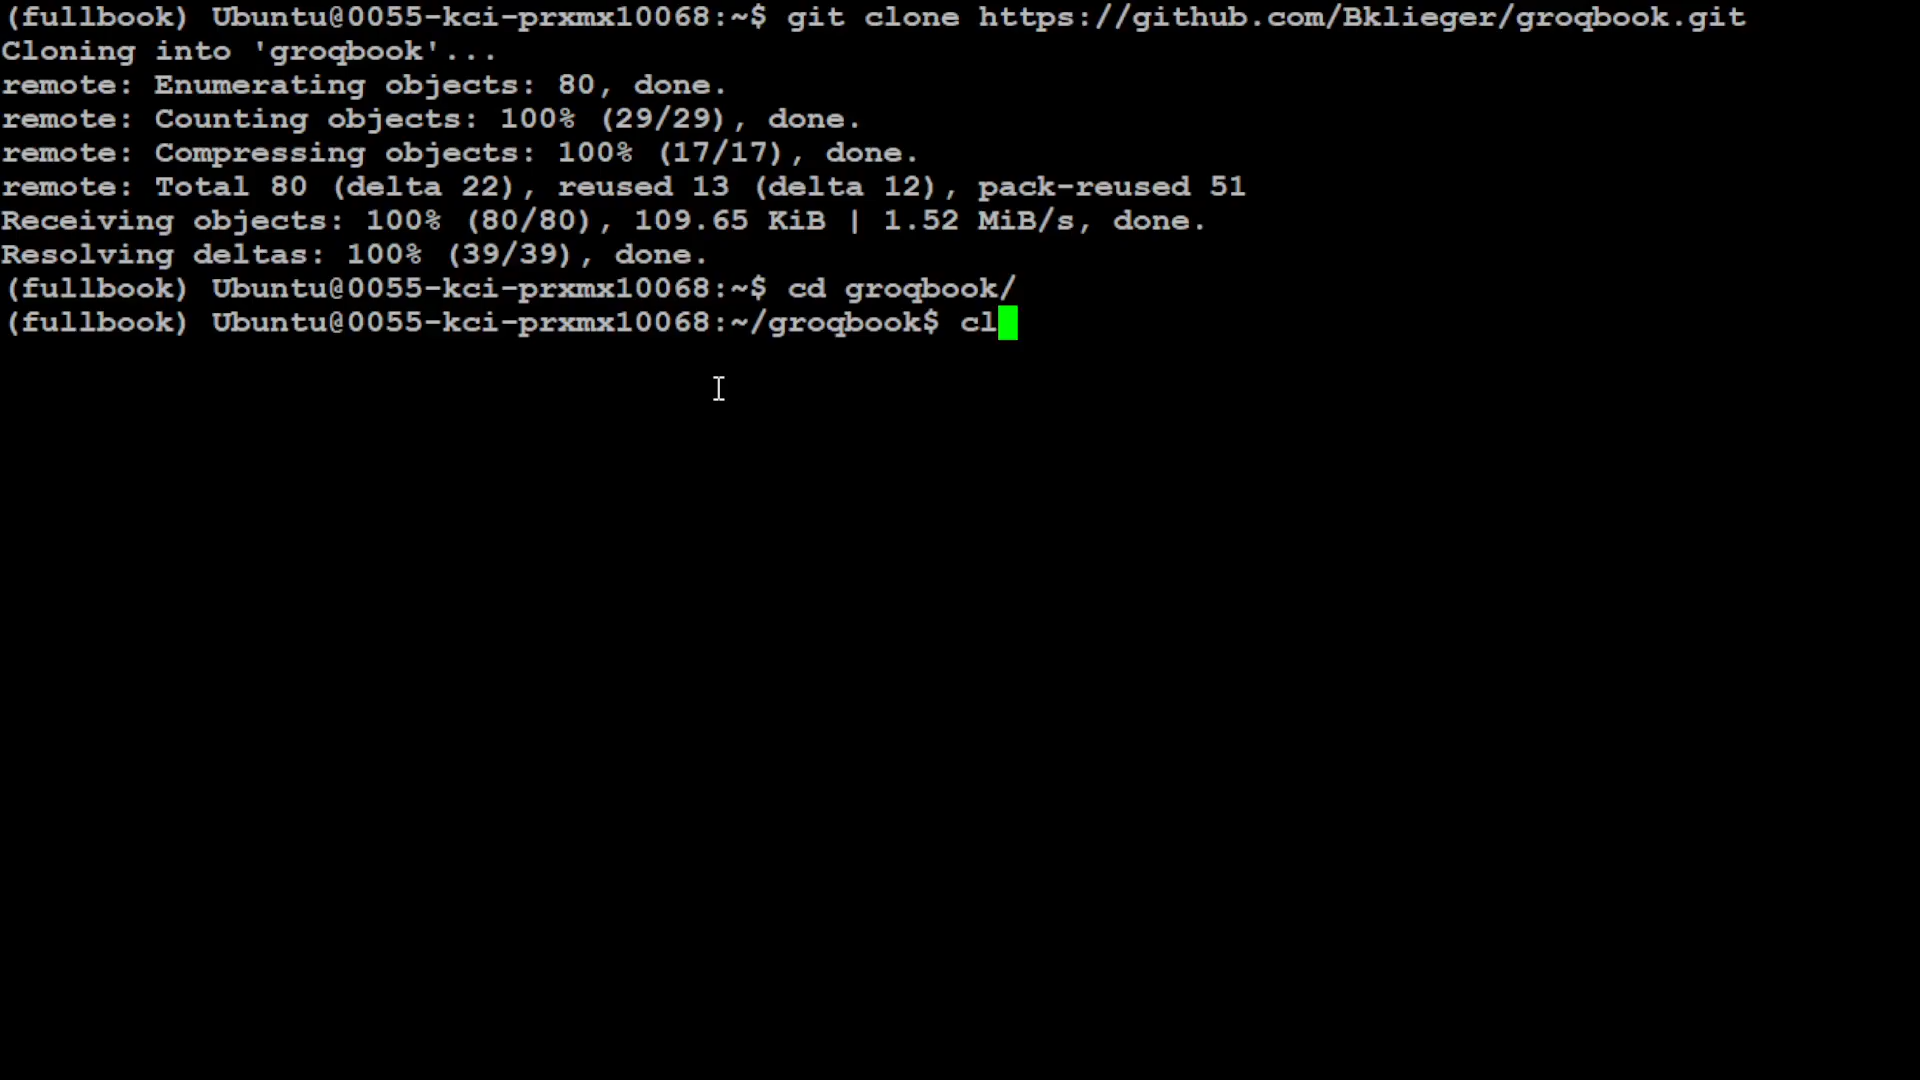 (fullbook) Ubuntu@0055-kci-prxmx10068:~$ git clone https://github.com/Bklieger/groqbook.git
Cloning into 'groqbook'...
remote: Enumerating objects: 80, done.
remote: Counting objects: 100% (29/29), done.
remote: Compressing objects: 100% (17/17), done.
remote: Total 80 (delta 22), reused 13 (delta 12), pack-reused 51
Receiving objects: 100% (80/80), 109.65 KiB | 1.52 MiB/s, done.
Resolving deltas: 100% (39/39), done.
(fullbook) Ubuntu@0055-kci-prxmx10068:~$ cd groqbook/
(fullbook) Ubuntu@0055-kci-prxmx10068:~/groqbook$ cl